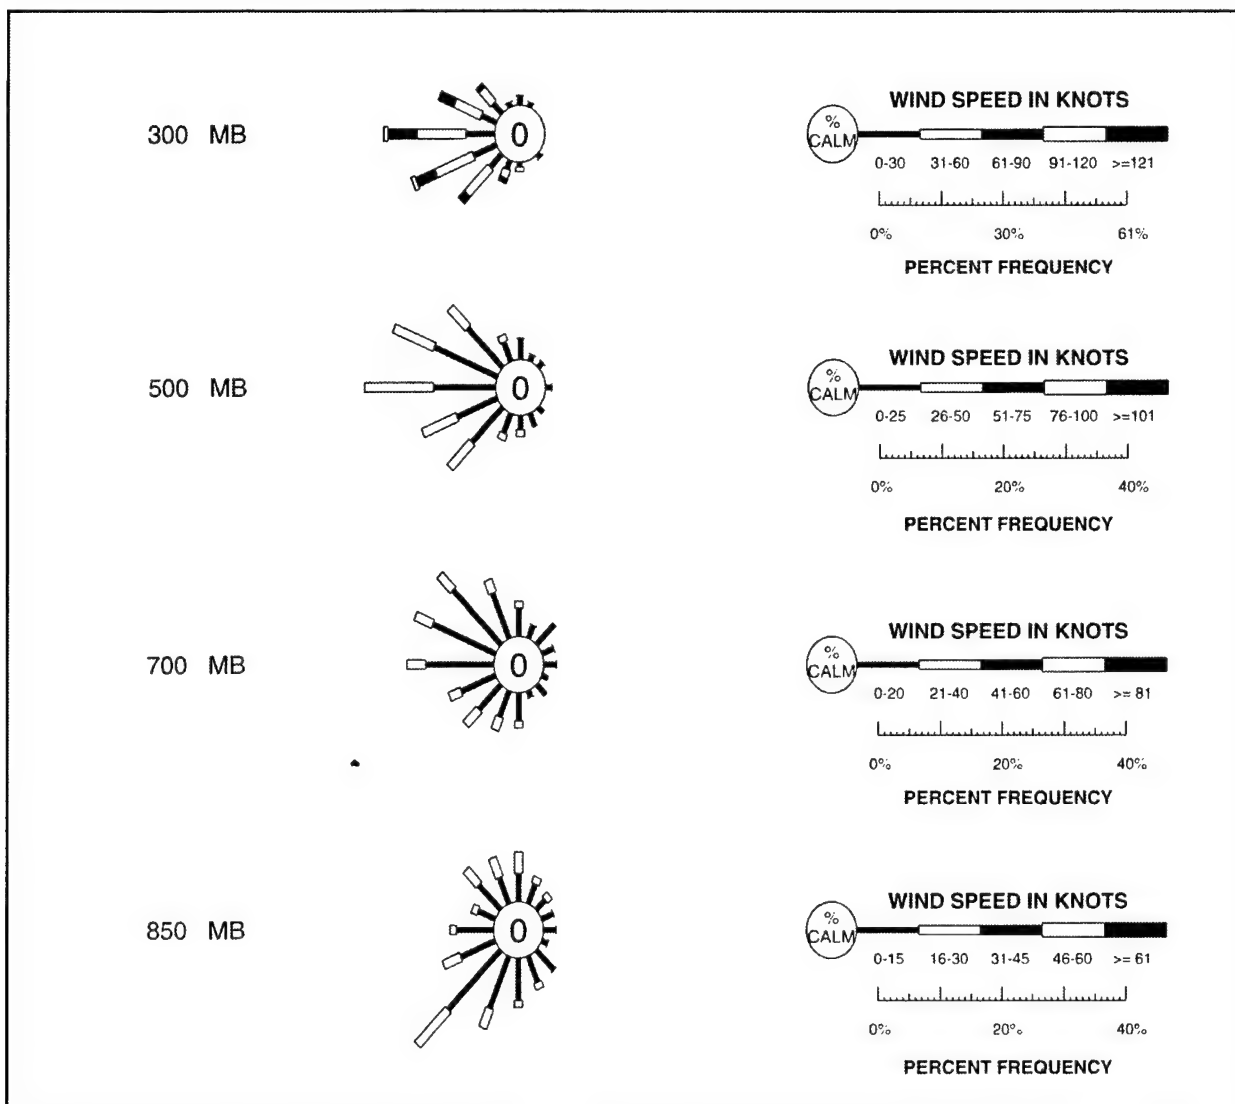 300 MB
0
WIND SPEED IN KNOTS
% CALM
0-30 31-60 61-90 91-120 >=121
0% 30% 61%
PERCENT FREQUENCY
500 MB
0
WIND SPEED IN KNOTS
% CALM
0-25 26-50 51-75 76-100 >=101
0% 20% 40%
PERCENT FREQUENCY
700 MB
0
WIND SPEED IN KNOTS
% CALM
0-20 21-40 41-60 61-80 >= 81
0% 20% 40%
PERCENT FREQUENCY
850 MB
0
WIND SPEED IN KNOTS
% CALM
0-15 16-30 31-45 46-60 >= 61
0% 20% 40%
PERCENT FREQUENCY